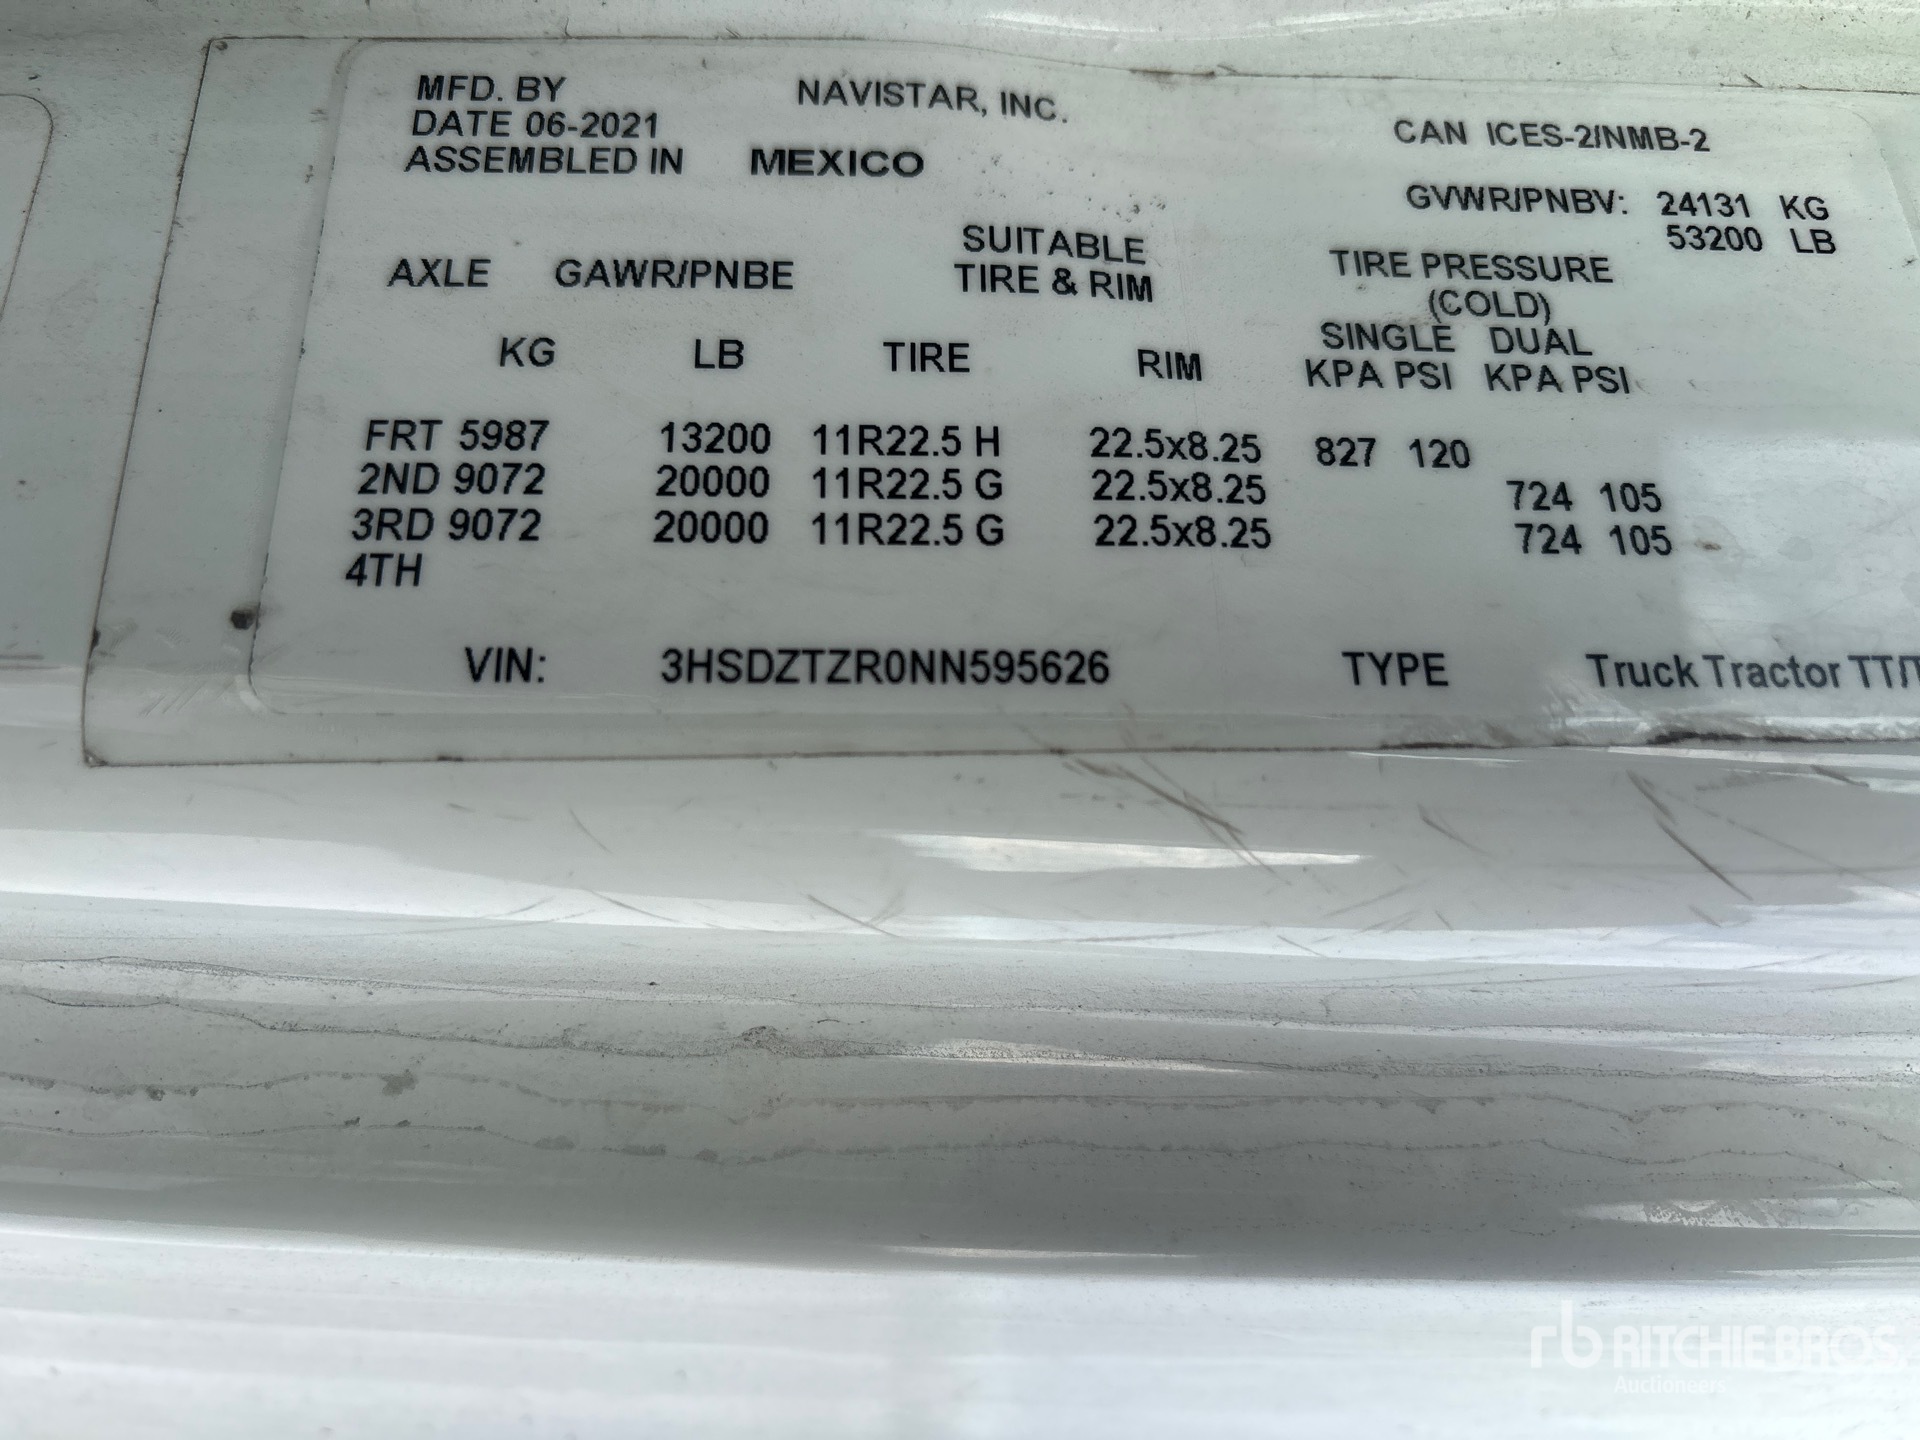 MFD. BY NAVISTAR, INC.
DATE 06-2021
ASSEMBLED IN MEXICO
CAN ICES-2/NMB-2
GVWR/PNBV: 24131 KG
53200 LB
AXLE GAWR/PNBE
SUITABLE
TIRE & RIM
TIRE PRESSURE
(COLD)
SINGLE DUAL
KG LB TIRE RIM KPA PSI KPA PSI
FRT 5987 13200 11R22.5 H 22.5x8.25 827 120
2ND 9072 20000 11R22.5 G 22.5x8.25 724 105
3RD 9072 20000 11R22.5 G 22.5x8.25 724 105
4TH
VIN: 3HSDZTZR0NN595626 TYPE Truck Tractor TT/T
rb RITCHIE BROS.
Auctioneers